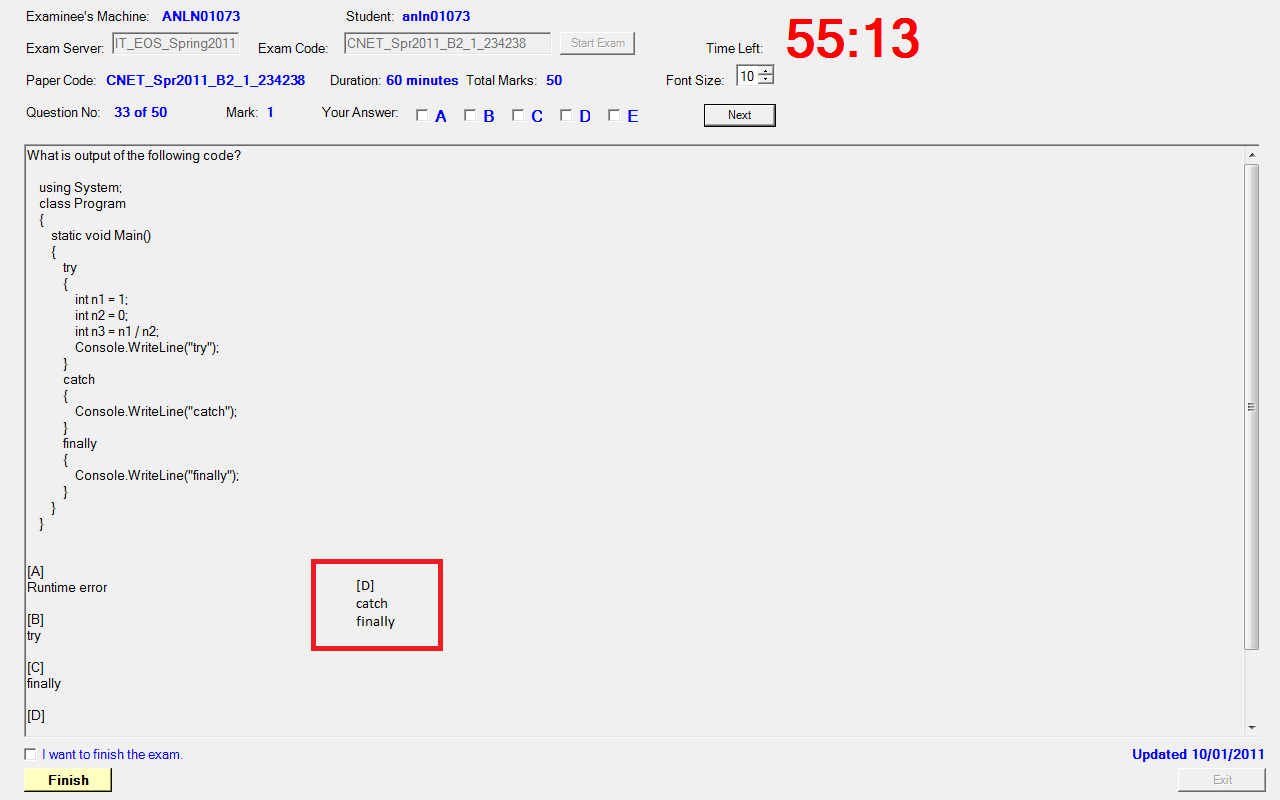 Examinee's Machine: ANLN01073 Student: anln01073
Exam Server: IT_EOS_Spring2011 Exam Code: CNET_Spr2011_B2_1_234238 Start Exam Time Left: 55:13
Paper Code: CNET_Spr2011_B2_1_234238 Duration: 60 minutes Total Marks: 50 Font Size: 10
Question No: 33 of 50 Mark: 1 Your Answer: A B C D E Next
What is output of the following code?
using System;
class Program
{
static void Main()
{
try
{
int n1 = 1;
int n2 = 0;
int n3 = n1 / n2;
Console.WriteLine("try");
}
catch
{
Console.WriteLine("catch");
}
finally
{
Console.WriteLine("finally");
}
}
}
[A]
Runtime error
[B]
try
[C]
finally
[D]
[D]
catch
finally
I want to finish the exam. Updated 10/01/2011
Finish Exit